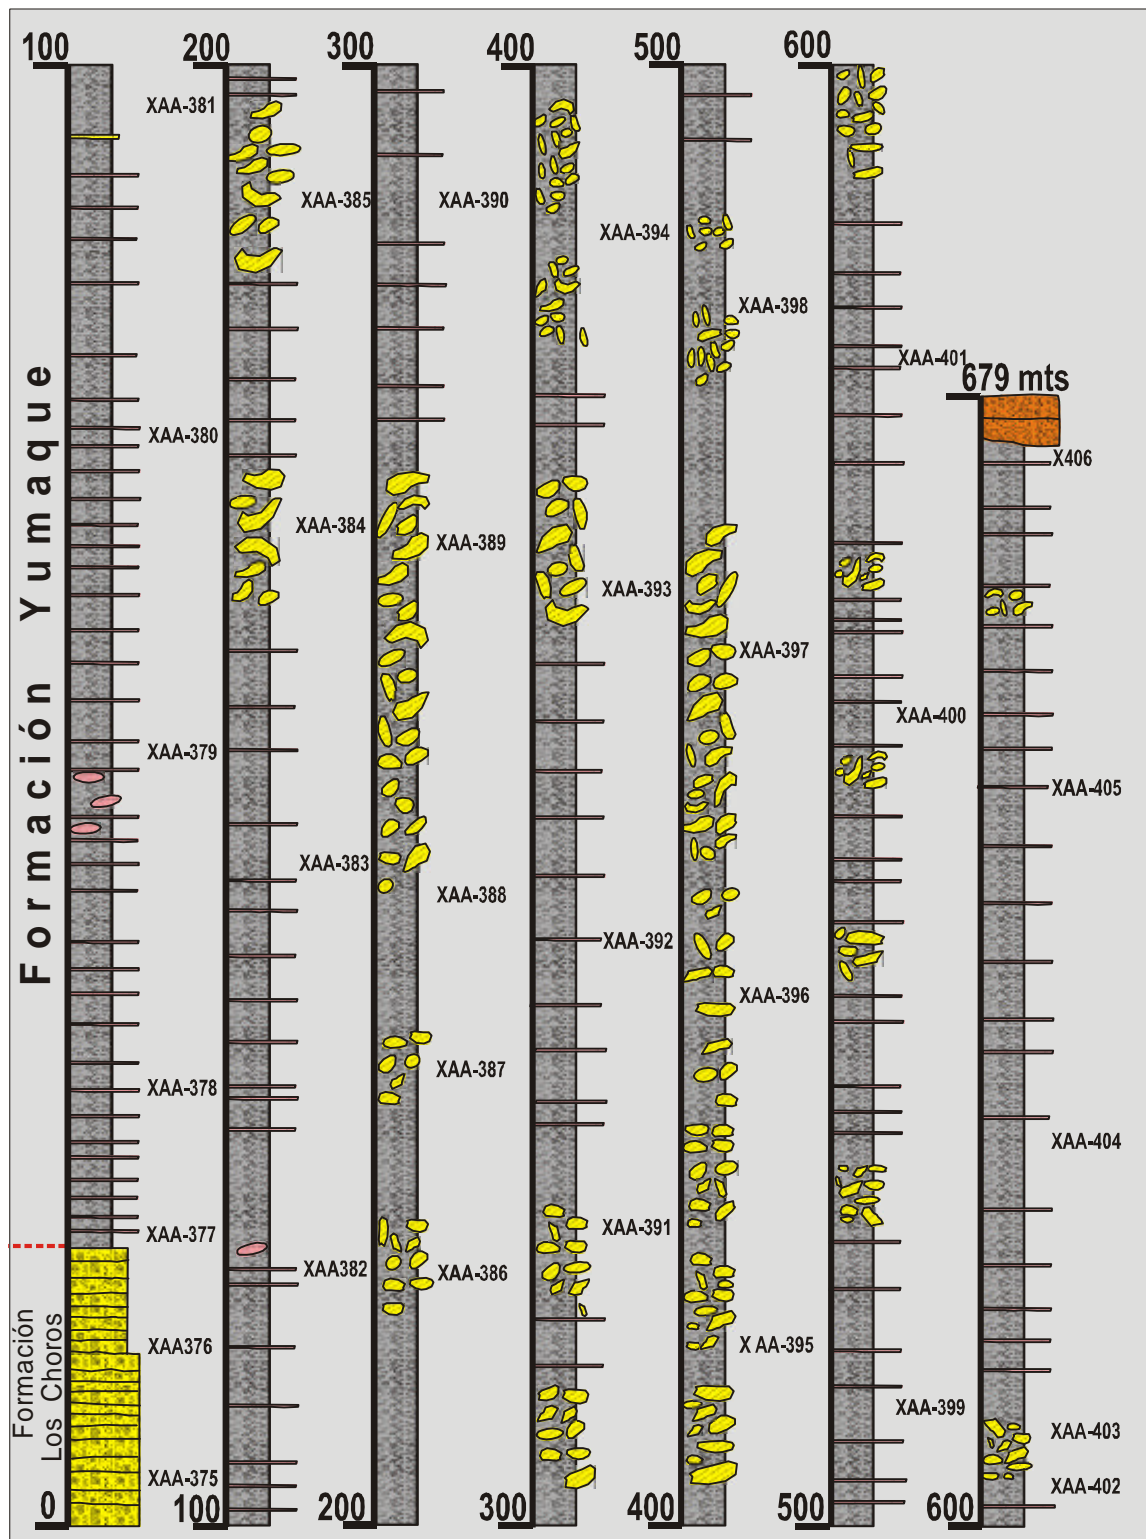 100
200
300
400
500
600
679 mts
Formación Yumaque
Formación
Los Choros
XAA-380
XAA-379
XAA-378
XAA-377
XAA376
XAA-375
0
XAA-381
XAA-385
XAA-384
XAA-383
XAA382
100
XAA-390
XAA-389
XAA-388
XAA-387
XAA-386
200
XAA-394
XAA-393
XAA-392
XAA-391
300
XAA-398
XAA-397
XAA-396
X AA-395
400
XAA-401
XAA-400
XAA-399
500
X406
XAA-405
XAA-404
XAA-403
XAA-402
600